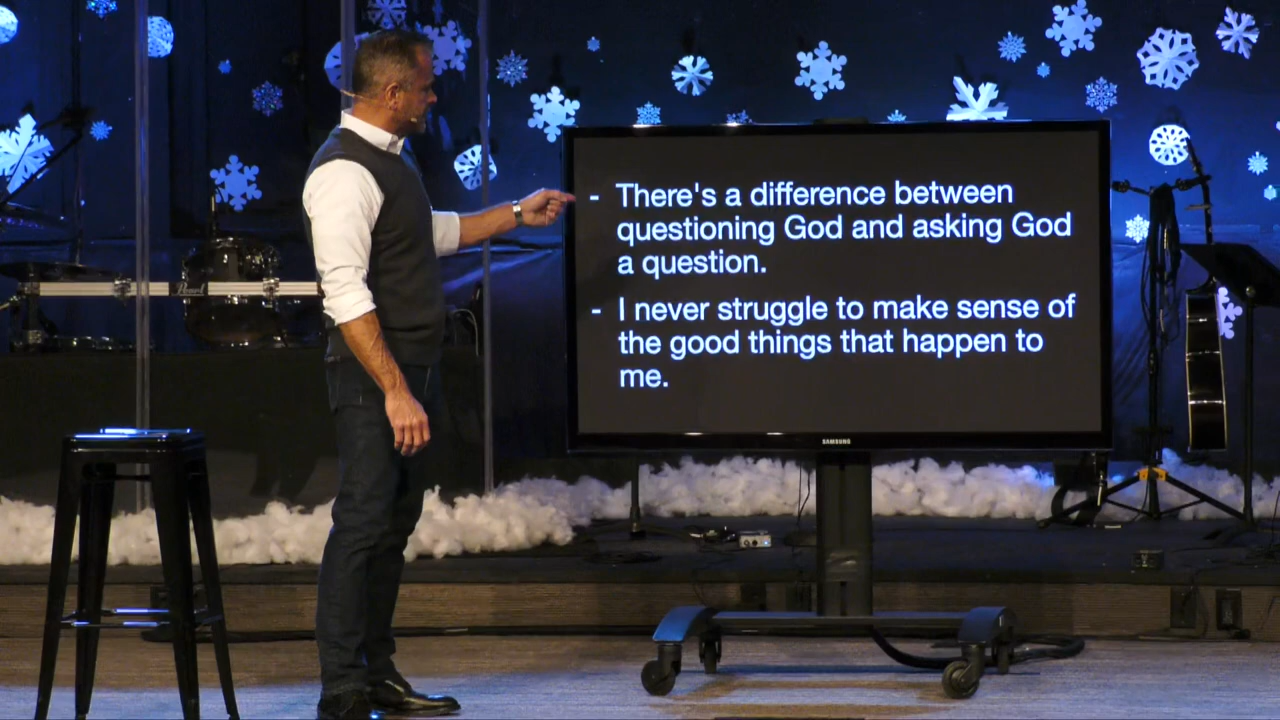 - There's a difference between
questioning God and asking God
a question.
- I never struggle to make sense of
the good things that happen to
me.
SAMSUNG
Pearl